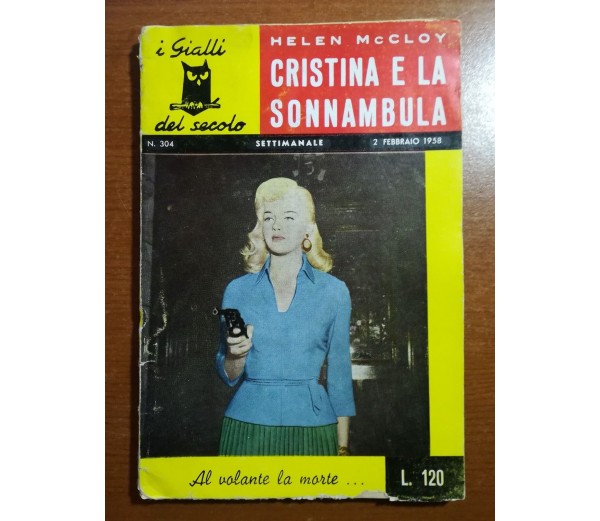 i Gialli
del secolo
HELEN McCLOY
CRISTINA E LA
SONNAMBULA
N. 304 SETTIMANALE 2 FEBBRAIO 1958
Al volante la morte ...
L. 120